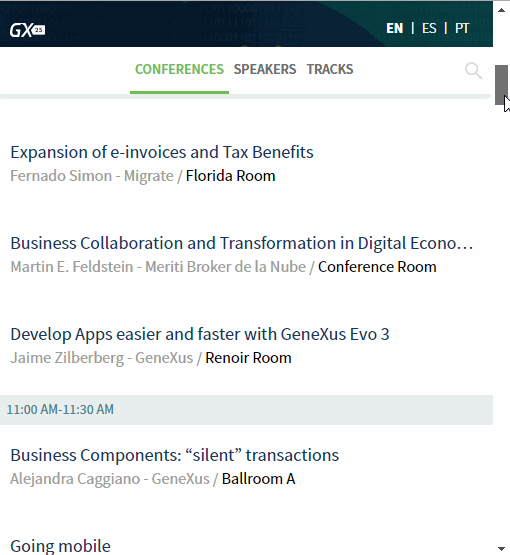 GX25
EN | ES | PT
CONFERENCES SPEAKERS TRACKS
Expansion of e-invoices and Tax Benefits
Fernado Simon - Migrate / Florida Room
Business Collaboration and Transformation in Digital Econo...
Martin E. Feldstein - Meriti Broker de la Nube / Conference Room
Develop Apps easier and faster with GeneXus Evo 3
Jaime Zilberberg - GeneXus / Renoir Room
11:00 AM-11:30 AM
Business Components: “silent” transactions
Alejandra Caggiano - GeneXus / Ballroom A
Going mobile